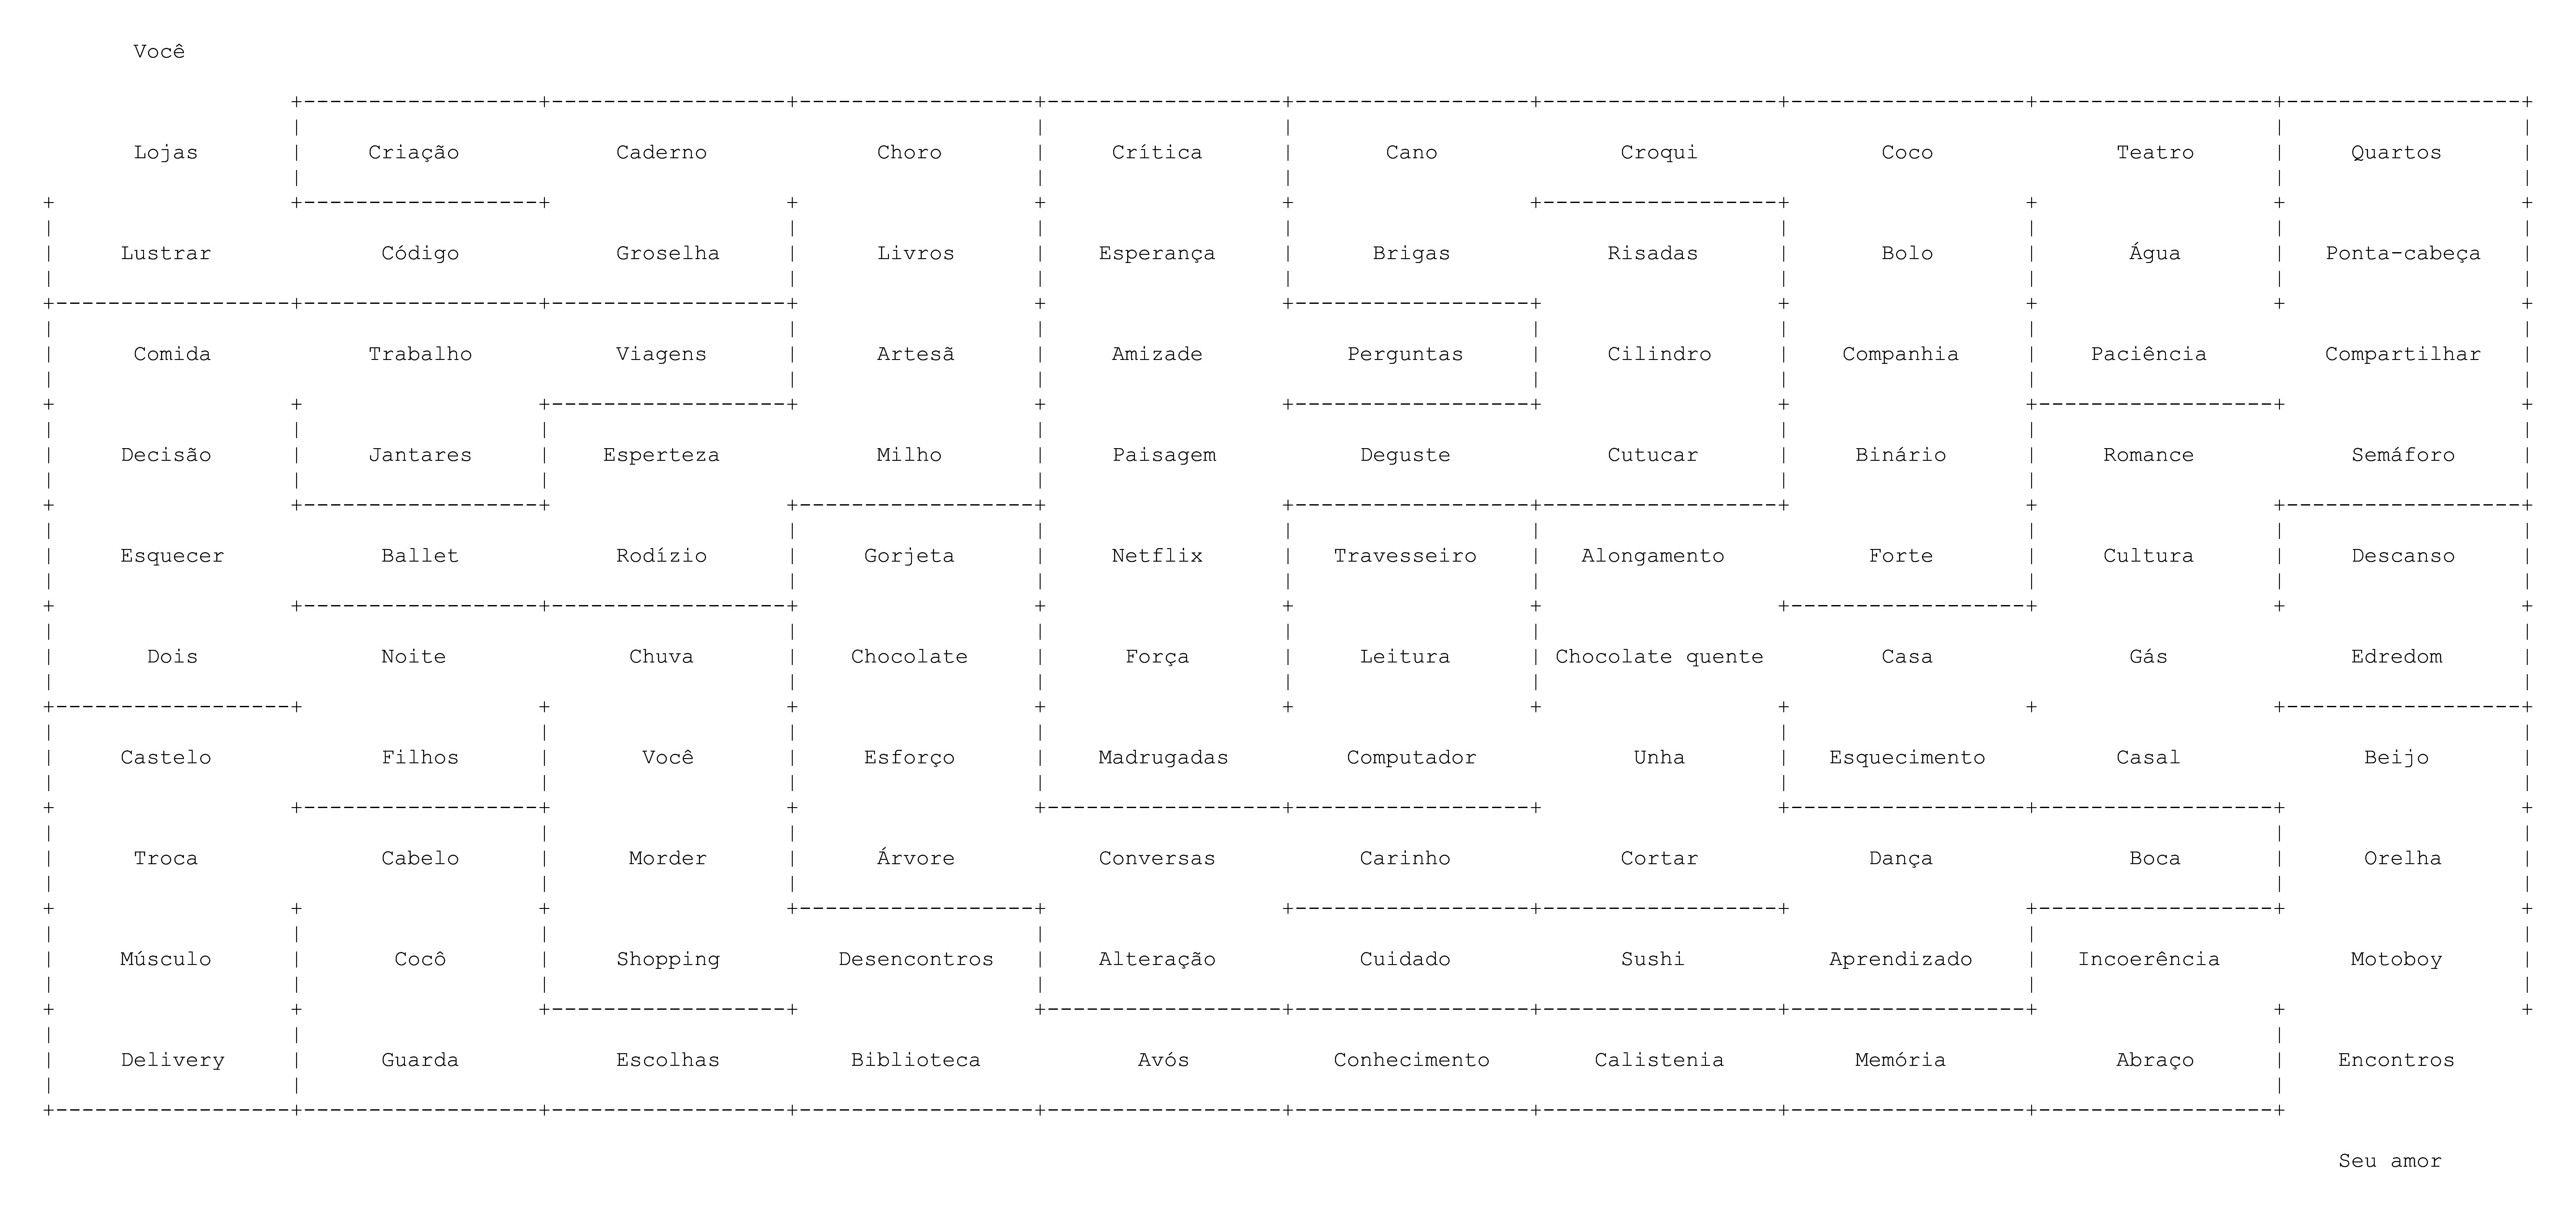 Você
Lojas Criação Caderno Choro Crítica Cano Croqui Coco Teatro Quartos
Lustrar Código Groselha Livros Esperança Brigas Risadas Bolo Água Ponta-cabeça
Comida Trabalho Viagens Artesã Amizade Perguntas Cilindro Companhia Paciência Compartilhar
Decisão Jantares Esperteza Milho Paisagem Deguste Cutucar Binário Romance Semáforo
Esquecer Ballet Rodízio Gorjeta Netflix Travesseiro Alongamento Forte Cultura Descanso
Dois Noite Chuva Chocolate Força Leitura Chocolate quente Casa Gás Edredom
Castelo Filhos Você Esforço Madrugadas Computador Unha Esquecimento Casal Beijo
Troca Cabelo Morder Árvore Conversas Carinho Cortar Dança Boca Orelha
Músculo Cocô Shopping Desencontros Alteração Cuidado Sushi Aprendizado Incoerência Motoboy
Delivery Guarda Escolhas Biblioteca Avós Conhecimento Calistenia Memória Abraço Encontros
Seu amor